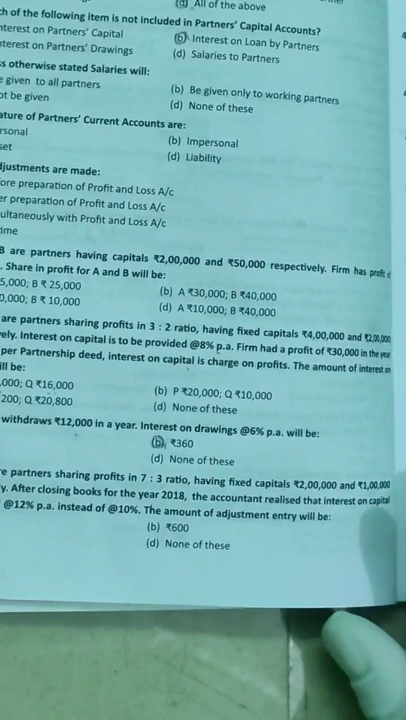 (d) All of the above
ch of the following item is not included in Partners' Capital Accounts?
nterest on Partners' Capital (b) Interest on Loan by Partners
nterest on Partners' Drawings (d) Salaries to Partners
s otherwise stated Salaries will:
e given to all partners (b) Be given only to working partners
ot be given (d) None of these
ature of Partners' Current Accounts are:
rsonal (b) Impersonal
set (d) Liability
djustments are made:
ore preparation of Profit and Loss A/c
er preparation of Profit and Loss A/c
ultaneously with Profit and Loss A/c
ime
B are partners having capitals ₹2,00,000 and ₹50,000 respectively. Firm has profit
. Share in profit for A and B will be:
5,000; B ₹ 25,000 (b) A ₹30,000; B ₹40,000
0,000; B ₹ 10,000 (d) A ₹10,000; B ₹40,000
are partners sharing profits in 3 : 2 ratio, having fixed capitals ₹4,00,000 and ₹2,00,000
ely. Interest on capital is to be provided @8% p.a. Firm had a profit of ₹30,000 in the year
per Partnership deed, interest on capital is charge on profits. The amount of interest on
ill be:
,000; Q ₹16,000 (b) P ₹20,000; Q ₹10,000
200; Q ₹20,800 (d) None of these
withdraws ₹12,000 in a year. Interest on drawings @6% p.a. will be:
(b) ₹360
(d) None of these
e partners sharing profits in 7 : 3 ratio, having fixed capitals ₹2,00,000 and ₹1,00,000
y. After closing books for the year 2018, the accountant realised that interest on capital
@12% p.a. instead of @10%. The amount of adjustment entry will be:
(b) ₹600
(d) None of these